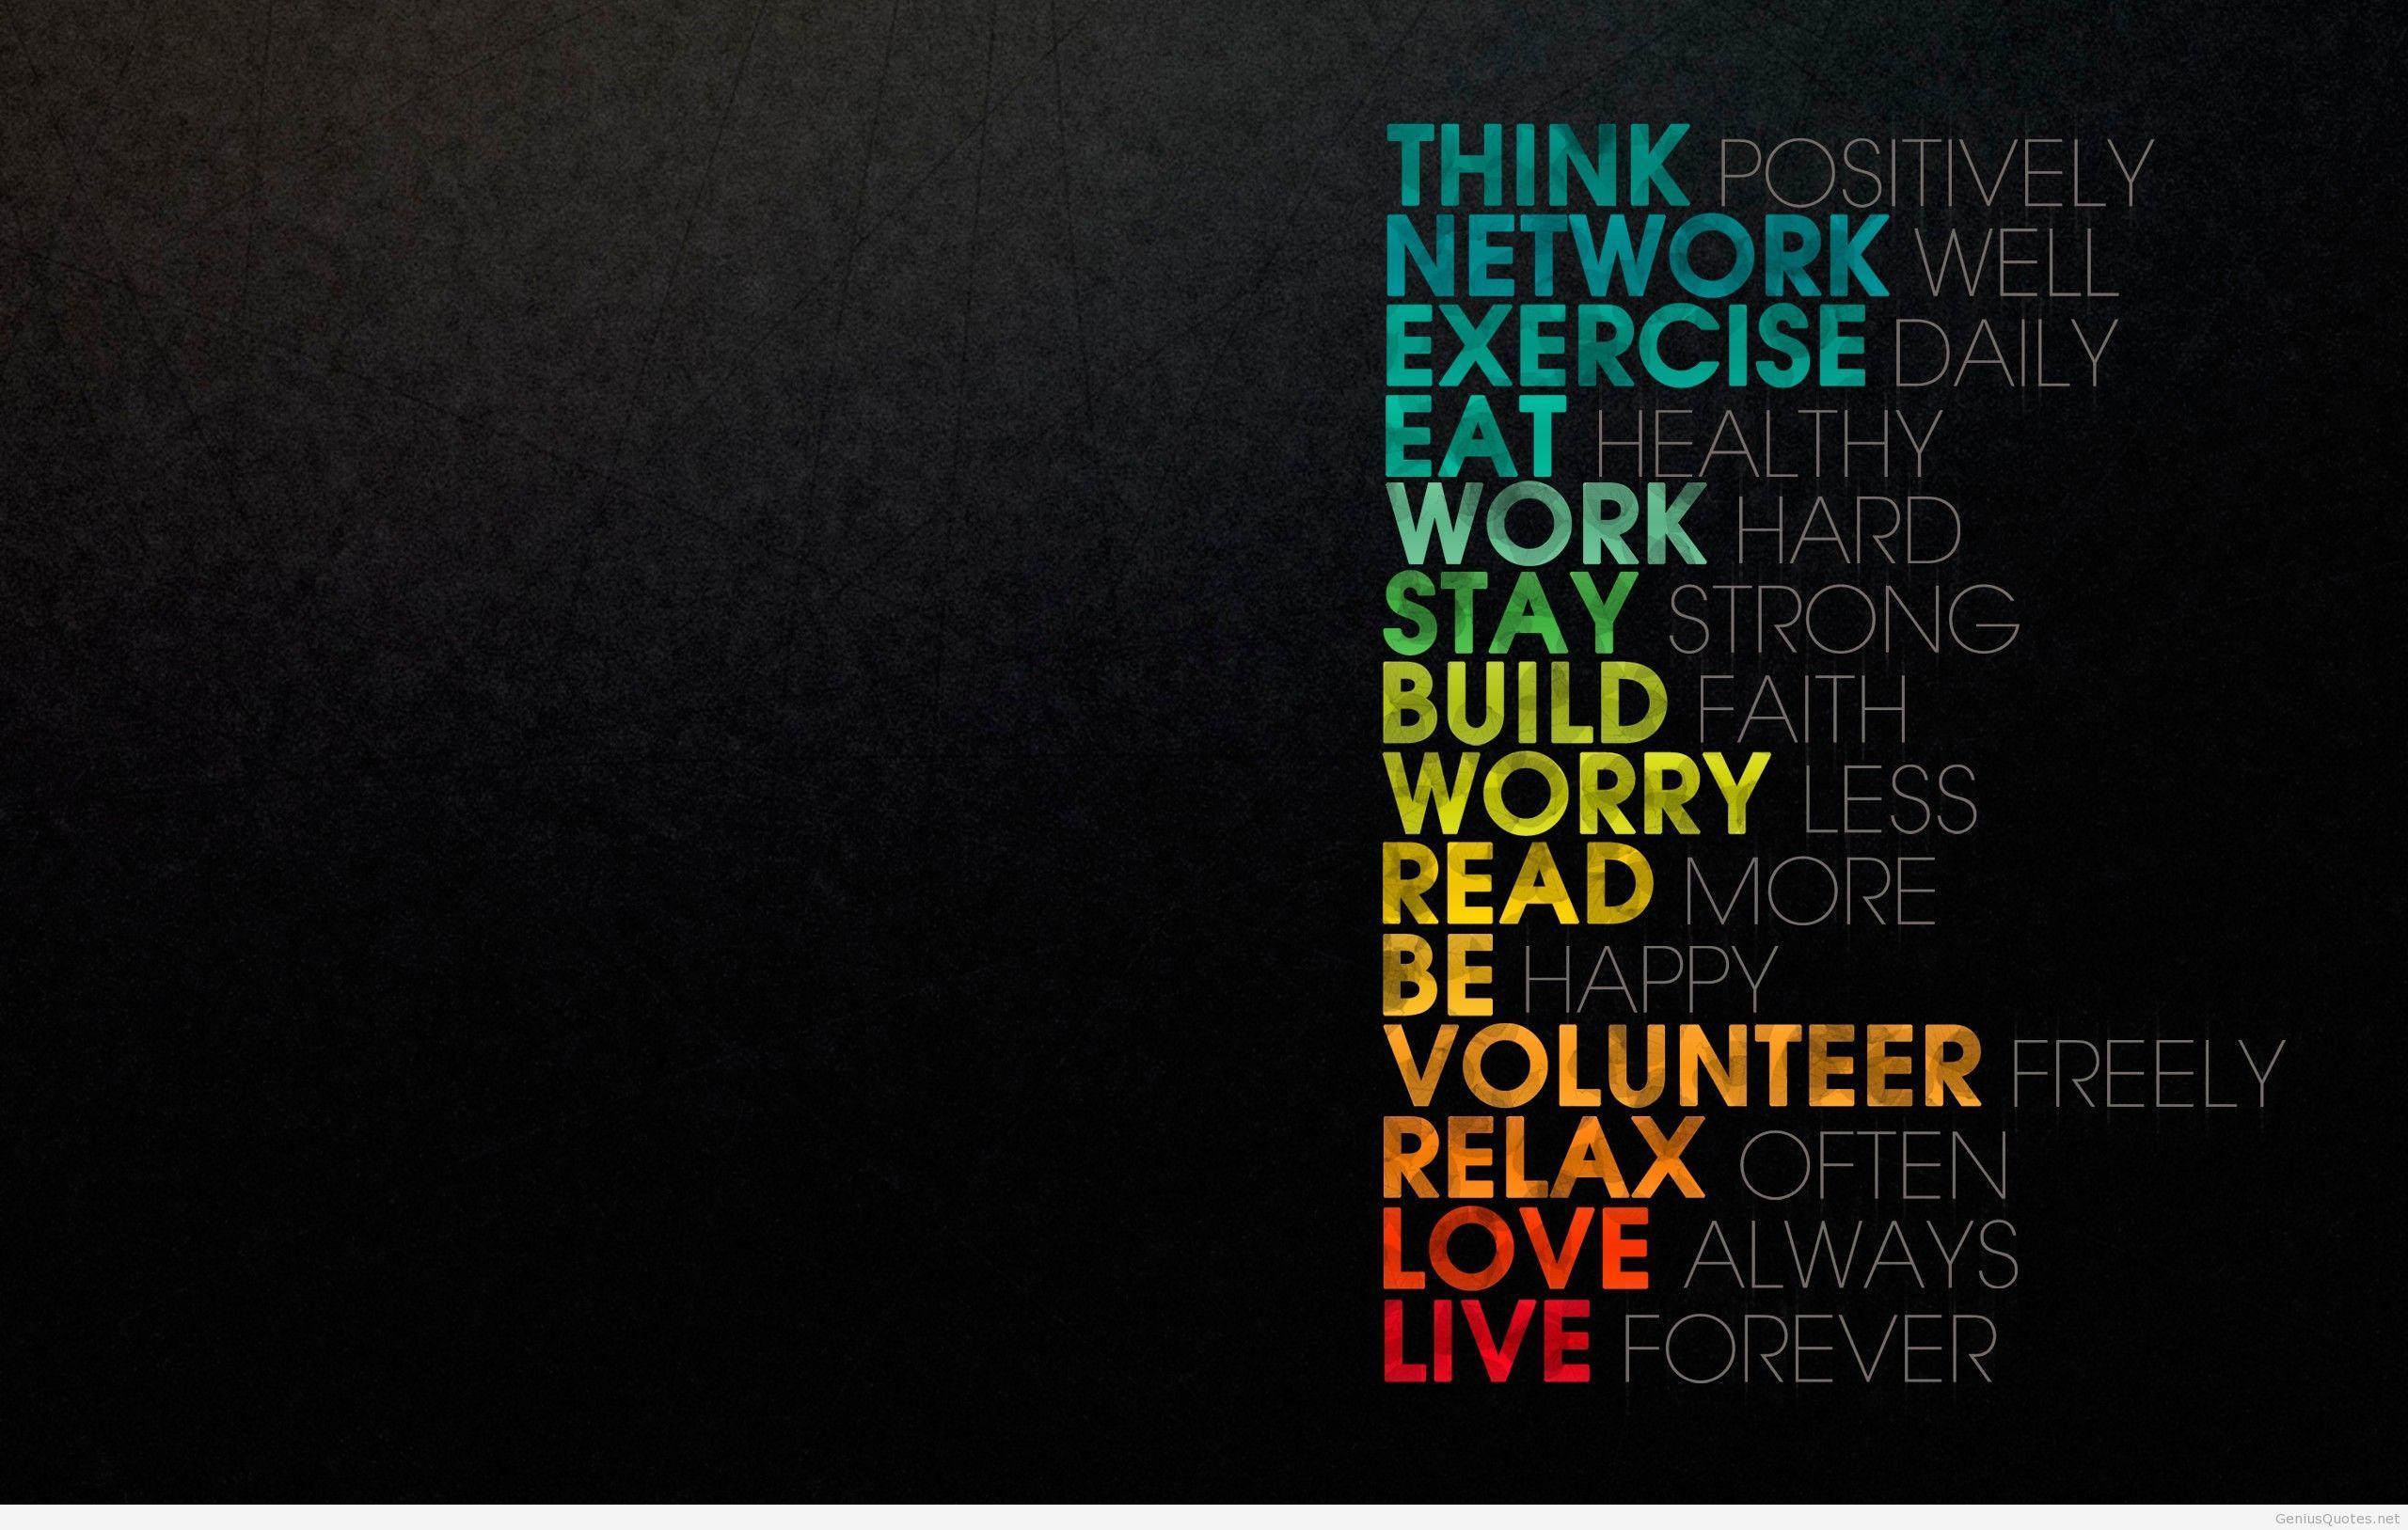 THINK POSITIVELY
NETWORK WELL
EXERCISE DAILY
EAT HEALTHY
WORK HARD
STAY STRONG
BUILD FAITH
WORRY LESS
READ MORE
BE HAPPY
VOLUNTEER FREELY
RELAX OFTEN
LOVE ALWAYS
LIVE FOREVER
GeniusQuotes.net